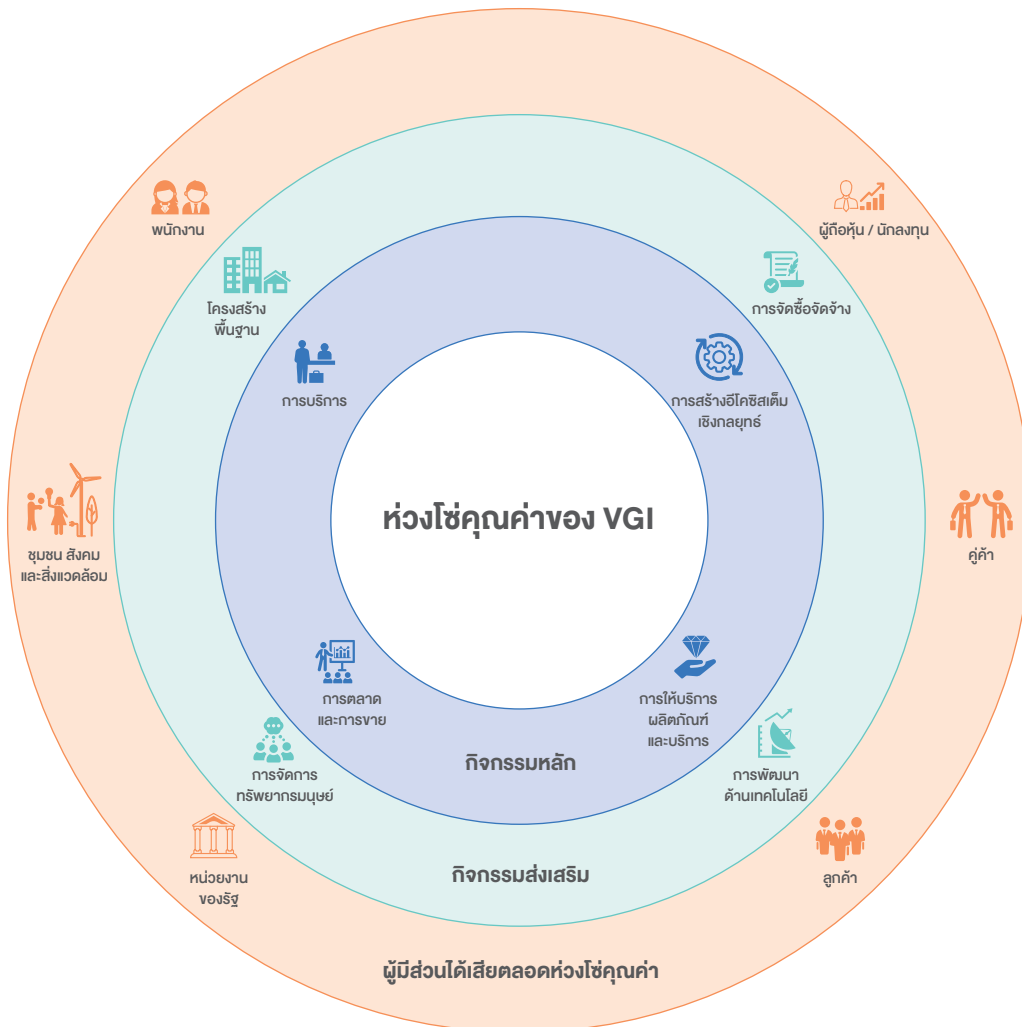 พนักงาน
ผู้ถือหุ้น / นักลงทุน
โครงสร้าง
พื้นฐาน
การจัดซื้อจัดจ้าง
การบริการ
การสร้างอีโคซิสเต็ม
เชิงกลยุทธ์
ห่วงโซ่คุณค่าของ VGI
ชุมชน สังคม
และสิ่งแวดล้อม
คู่ค้า
การตลาด
และการขาย
การให้บริการ
ผลิตภัณฑ์
และบริการ
กิจกรรมหลัก
การจัดการ
ทรัพยากรมนุษย์
การพัฒนา
ด้านเทคโนโลยี
หน่วยงาน
ของรัฐ
กิจกรรมส่งเสริม
ลูกค้า
ผู้มีส่วนได้เสียตลอดห่วงโซ่คุณค่า